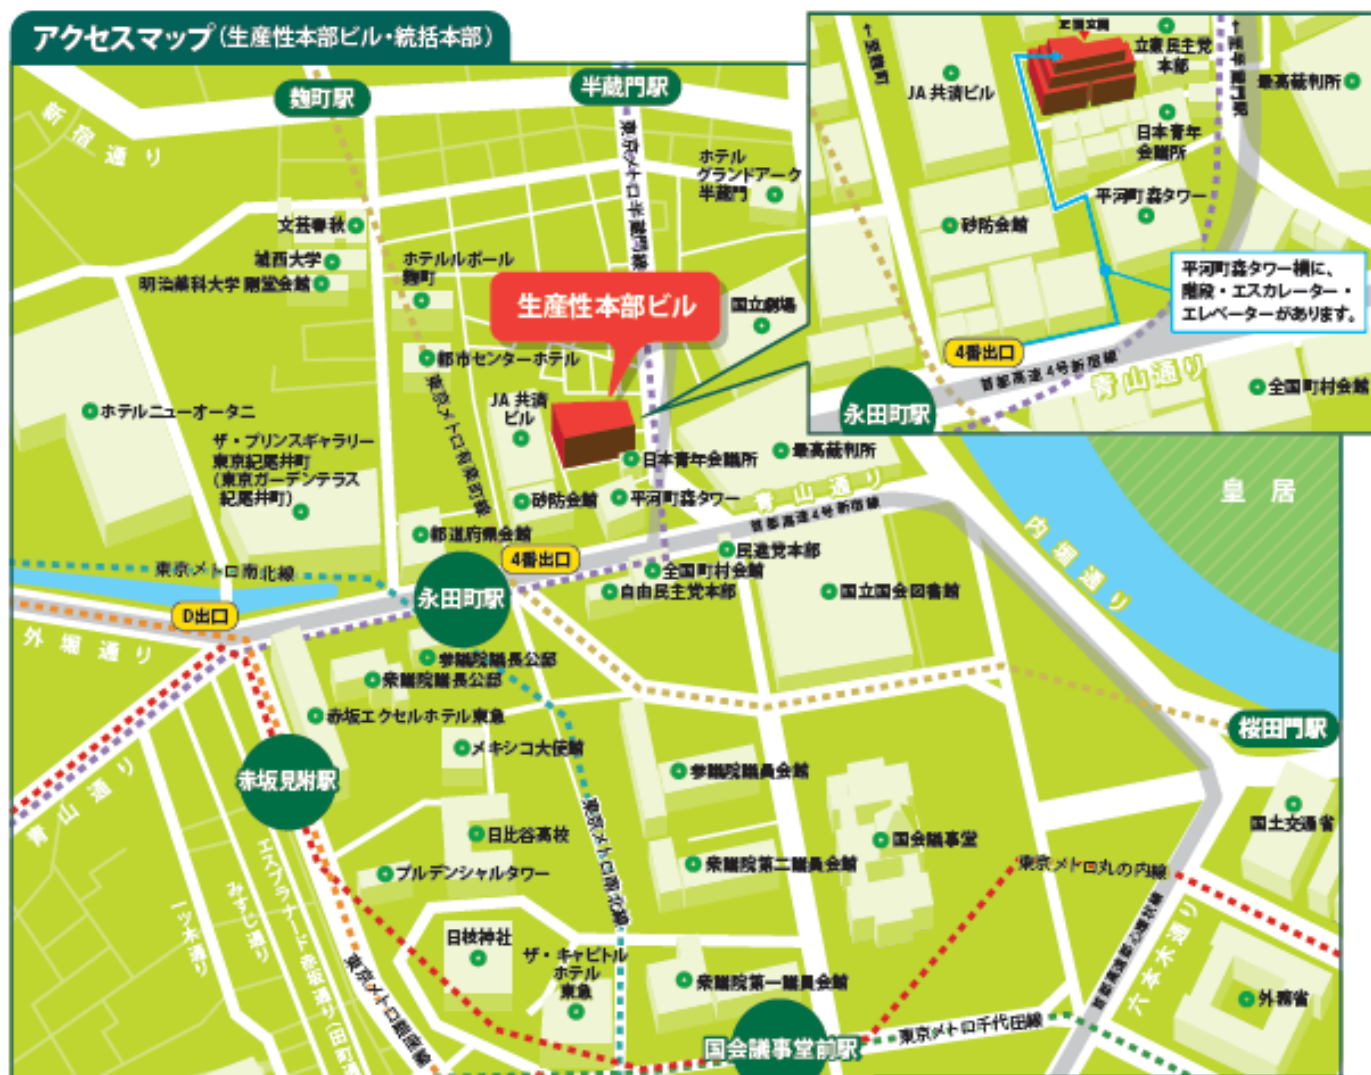 アクセスマップ(生産性本部ビル・統括本部)
麹町駅
半蔵門駅
新宿通り
東京メトロ半蔵門線
ホテル
グランドアーク
半蔵門
文芸春秋
城西大学
明治薬科大学 剛堂会館
ホテルルポール
麹町
生産性本部ビル
国立劇場
都市センターホテル
東京メトロ有楽町線
JA 共済
ビル
ホテルニューオータニ
ザ・プリンスギャラリー
東京紀尾井町
(東京ガーデンテラス
紀尾井町)
日本青年会議所
最高裁判所
砂防会館
平河町森タワー
青山通り
首都高速4号新宿線
都道府県会館
4番出口
民進党本部
全国町村会館
自由民主党本部
国立国会図書館
東京メトロ南北線
永田町駅
D出口
外堀通り
内堀通り
皇居
参議院議長公邸
衆議院議長公邸
赤坂エクセルホテル東急
メキシコ大使館
桜田門駅
赤坂見附駅
青山通り
参議院議員会館
日比谷高校
東京メトロ南北線
国会議事堂
国土交通省
プルデンシャルタワー
衆議院第二議員会館
東京メトロ丸の内線
エスプラナード赤坂通り(田町通
みすじ通り
一ツ木通り
日枝神社
ザ・キャピトル
ホテル
東急
東京メトロ銀座線
衆議院第一議員会館
六本木通り
外務省
国会議事堂前駅
東京メトロ千代田線
←至麹町
JA 共済ビル
立憲民主党
本部
最高裁判所
日本青年
会議所
平河町森タワー
砂防会館
平河町森タワー横に、
階段・エスカレーター・
エレベーターがあります。
4番出口
首都高速4号新宿線
青山通り
全国町村会館
永田町駅